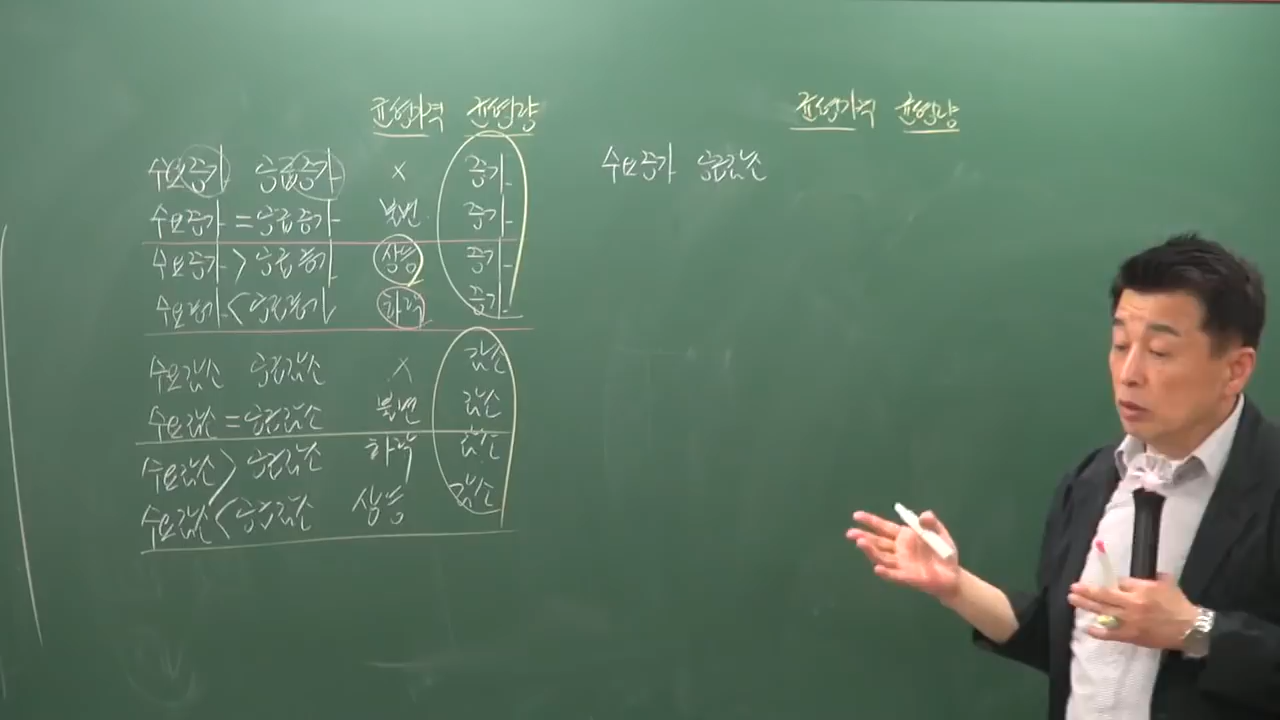 균형가격 균형량
수요증가 공급증가 × 증가
수요증가 = 공급증가 불변 증가
수요증가 > 공급증가 상승 증가
수요증가 < 공급증가 하락 증가
수요감소 공급감소 × 감소
수요감소 = 공급감소 불변 감소
수요감소 > 공급감소 하락 감소
수요감소 < 공급감소 상승 감소
균형가격 균형량
수요증가 공급감소